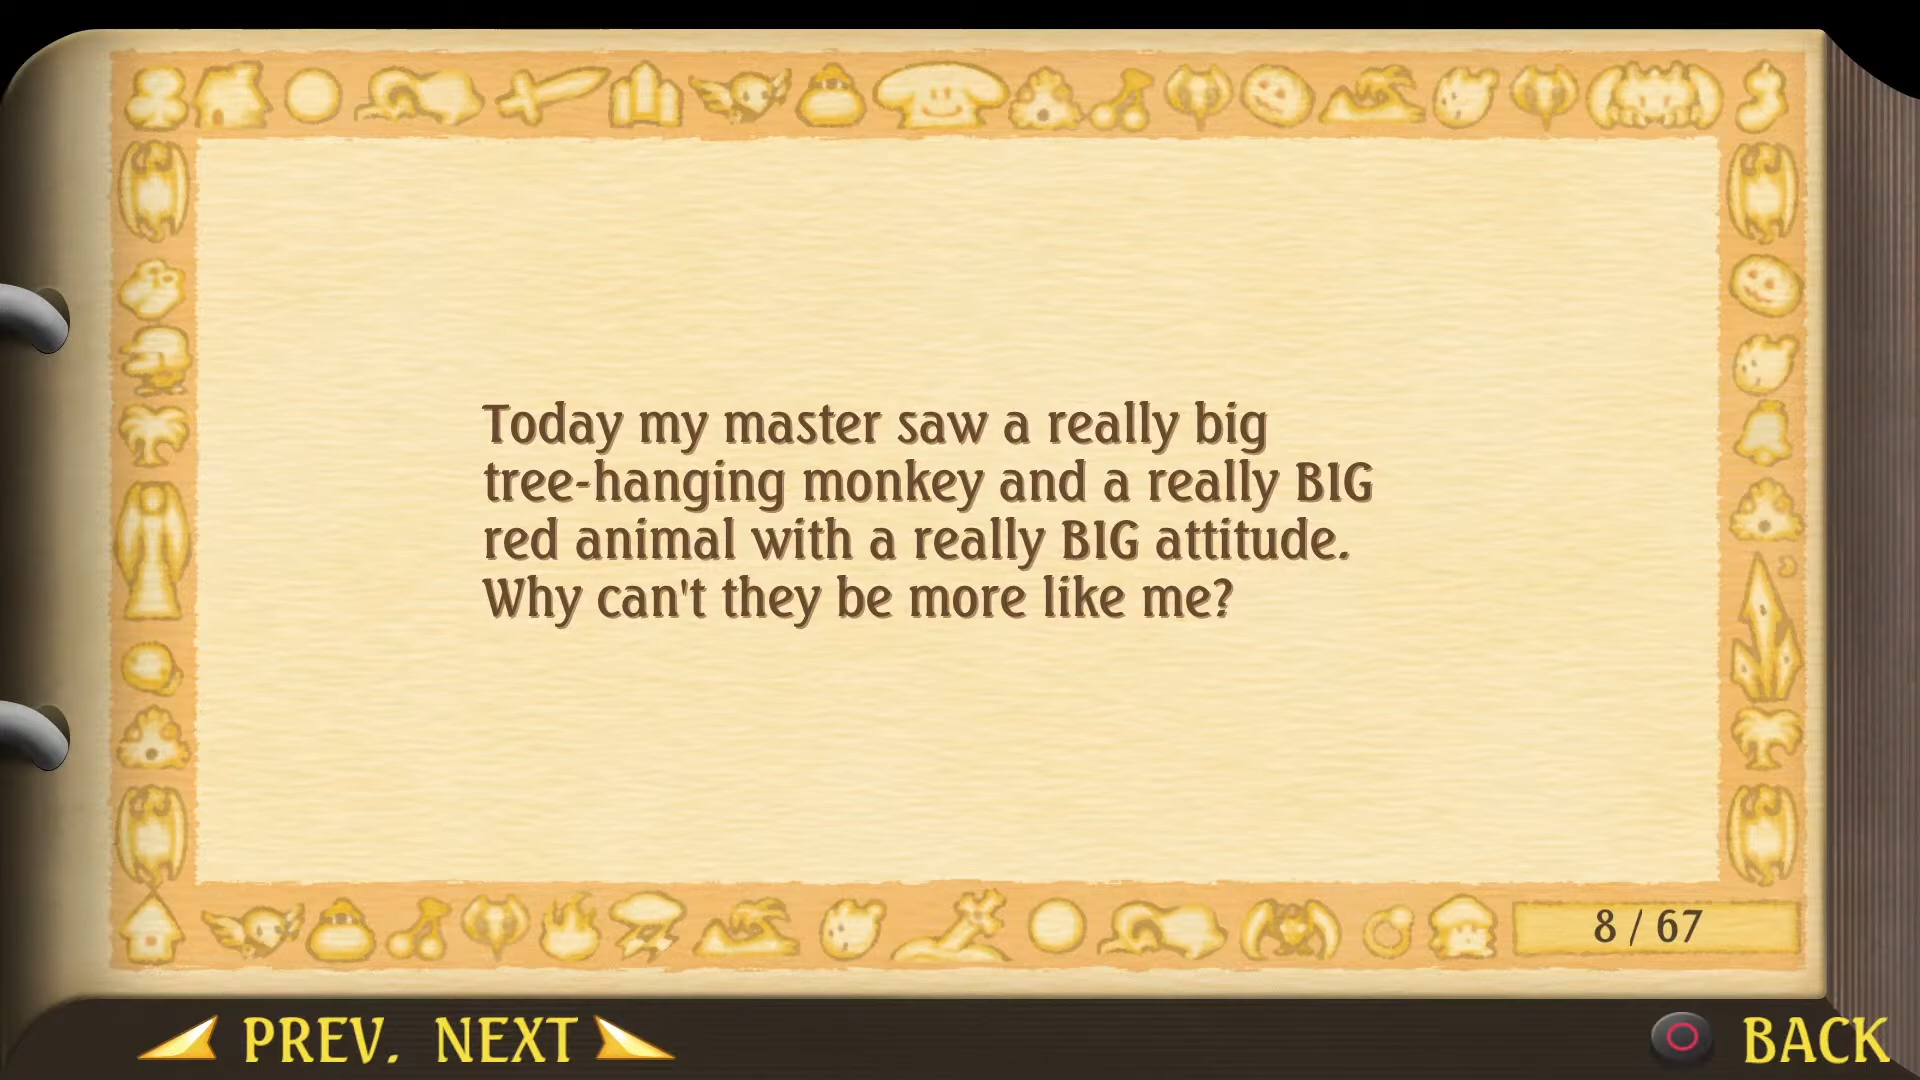 Today my master saw a really big
tree-hanging monkey and a really BIG
red animal with a really BIG attitude.
Why can't they be more like me?
8 / 67
PREV. NEXT
BACK